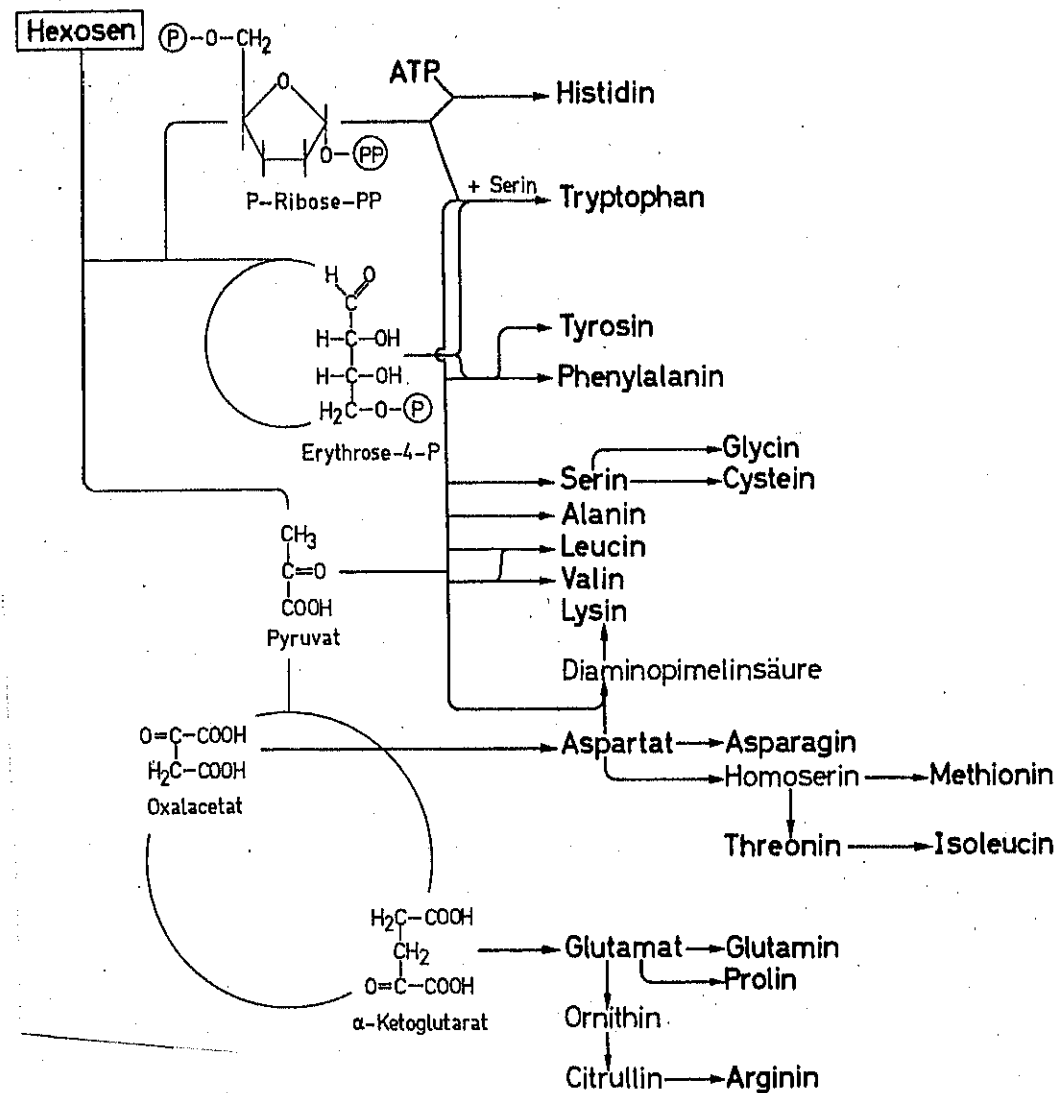 Hexosen
P-O-CH2
O
O-PP
P-Ribose-PP
ATP
Histidin
+ Serin
Tryptophan
H O
C
H-C-OH
H-C-OH
H2C-O-P
Erythrose-4-P
Tyrosin
Phenylalanin
Glycin
Serin
Cystein
Alanin
Leucin
Valin
Lysin
CH3
C=O
COOH
Pyruvat
Diaminopimelinsäure
O=C-COOH
H2C-COOH
Oxalacetat
Aspartat
Asparagin
Homoserin
Methionin
Threonin
Isoleucin
H2C-COOH
CH2
O=C-COOH
α-Ketoglutarat
Glutamat
Glutamin
Prolin
Ornithin
Citrullin
Arginin